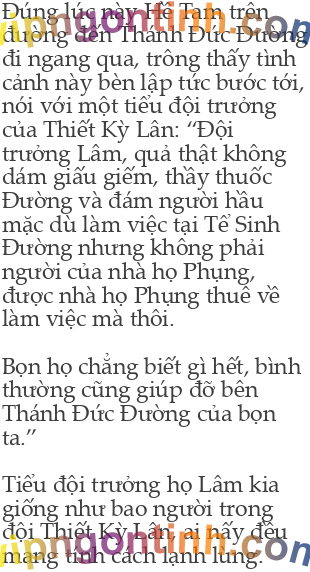 Đúng lúc này, Hề Tam trên
đường đến Thánh Đức Đường
đi ngang qua, trông thấy tình
cảnh này bèn lập tức bước tới,
nói với một tiểu đội trưởng
của Thiết Kỳ Lân: “Đội
trưởng Lâm, quả thật không
dám giấu giếm, thầy thuốc
Đường và đám người hầu
mặc dù làm việc tại Tể Sinh
Đường nhưng không phải
người của nhà họ Phụng,
được nhà họ Phụng thuê về
làm việc mà thôi.
Bọn họ chẳng biết gì hết, bình
thường cũng giúp đỡ bên
Thánh Đức Đường của bọn
ta.”
Tiểu đội trưởng họ Lâm kia
giống như bao người trong
đội Thiết Kỳ Lân, ai nấy đều
mang tính cách lạnh lùng.
vipngontinh.com
vipngontinh.com